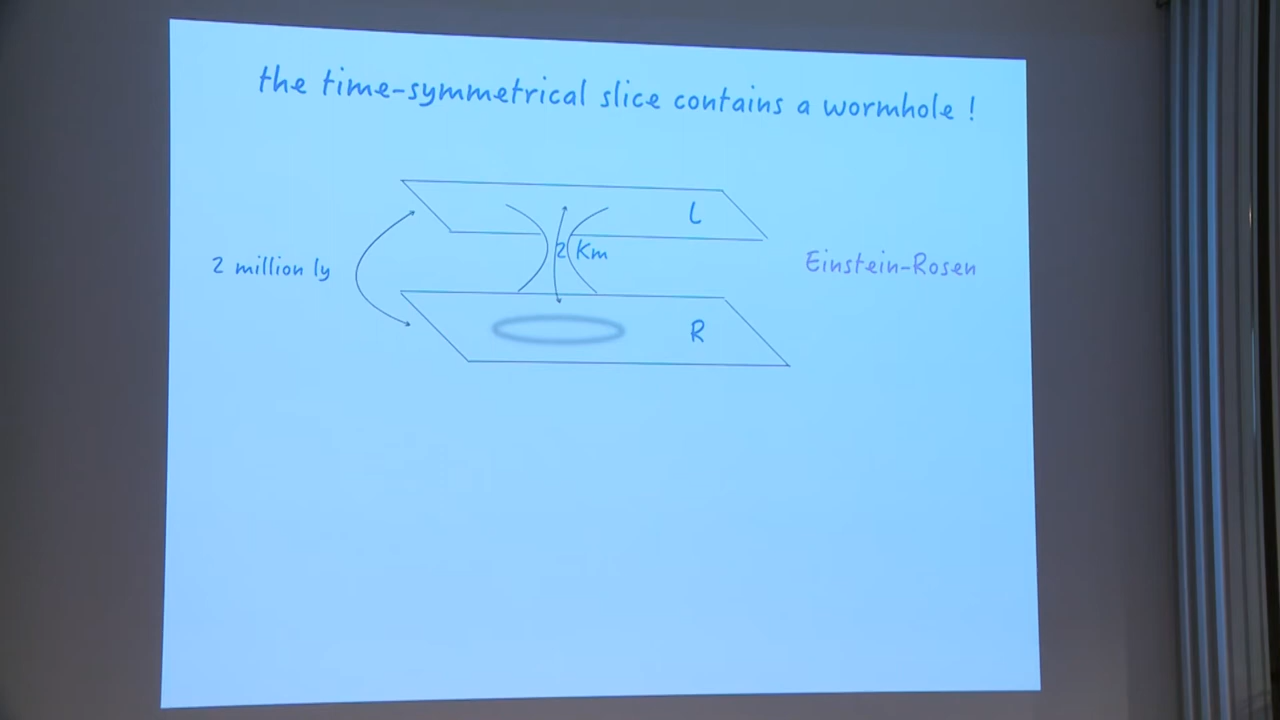 the time-symmetrical slice contains a wormhole !
L
2 million ly
2 Km
Einstein-Rosen
R